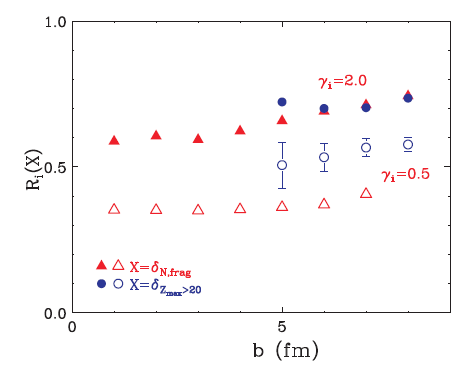 1.0
γi=2.0
Ri(X)
0.5
γi=0.5
X=δN,frag
X=δZmax>20
0.0
0
5
b (fm)